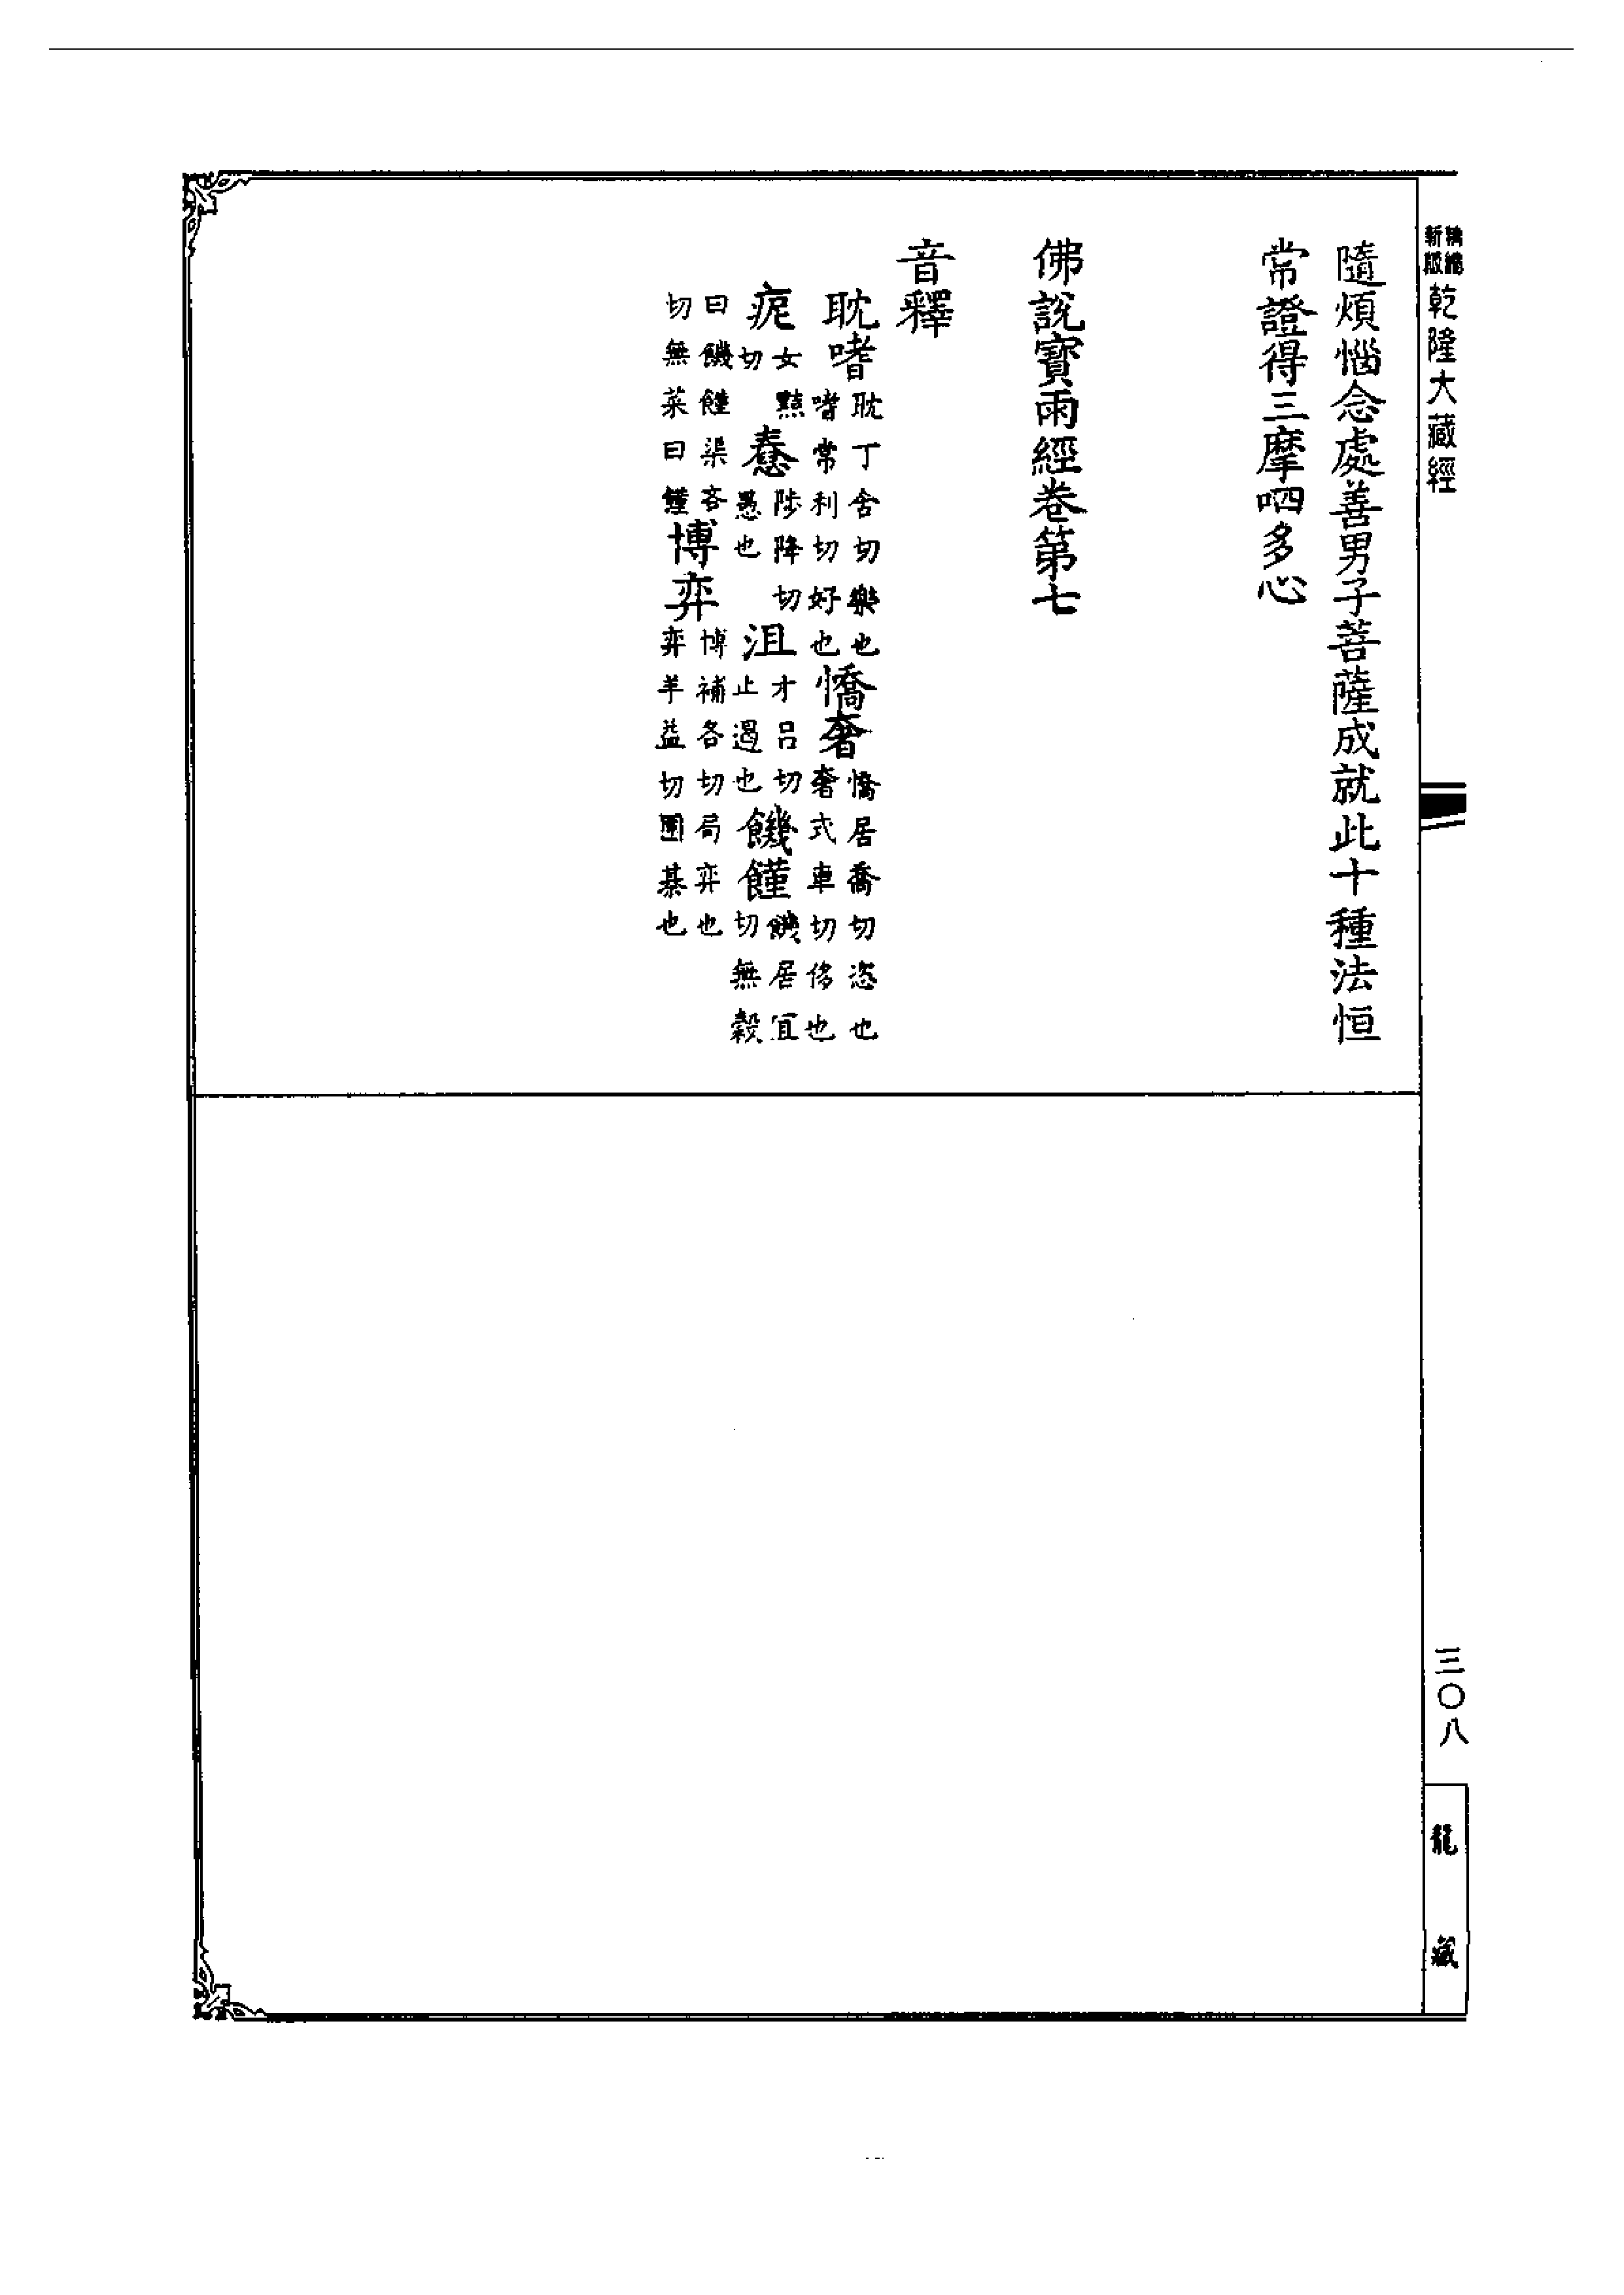 精縮新版乾隆大藏經
隨煩惱念處善男子菩薩成就此十種法恒
常證得三摩呬多心
佛說寶雨經卷第七
音釋
耽嗜耽丁含切樂也嗜常利切好也憍奢憍居喬切恣也奢式車切侈也
痆女黠切惷陟降切愚也沮才呂切止遏也饑饉饑居宜切無穀
曰饑饉渠吝切無菜曰饉博弈博補各切局弈也弈羊益切圍碁也
三〇八
龍藏